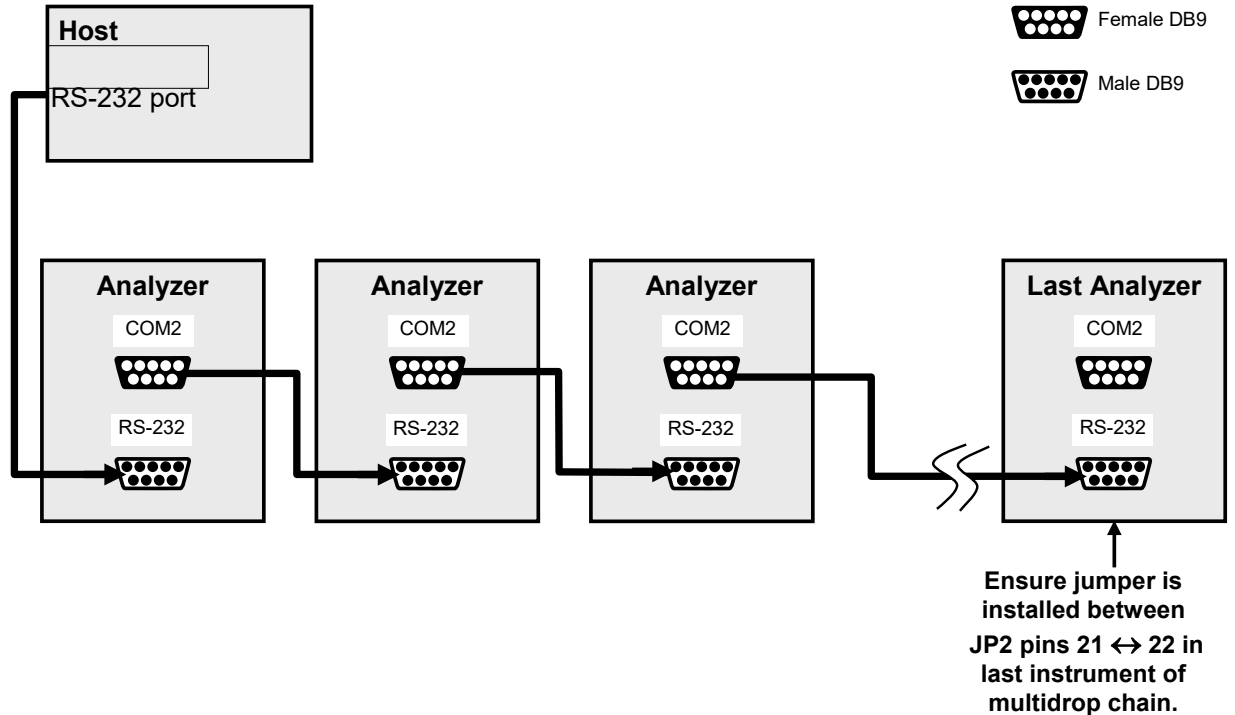 Host
RS-232 port
Female DB9
Male DB9
Analyzer
COM2
RS-232
Analyzer
COM2
RS-232
Analyzer
COM2
RS-232
Last Analyzer
COM2
RS-232
Ensure jumper is
installed between
JP2 pins 21 ↔ 22 in
last instrument of
multidrop chain.